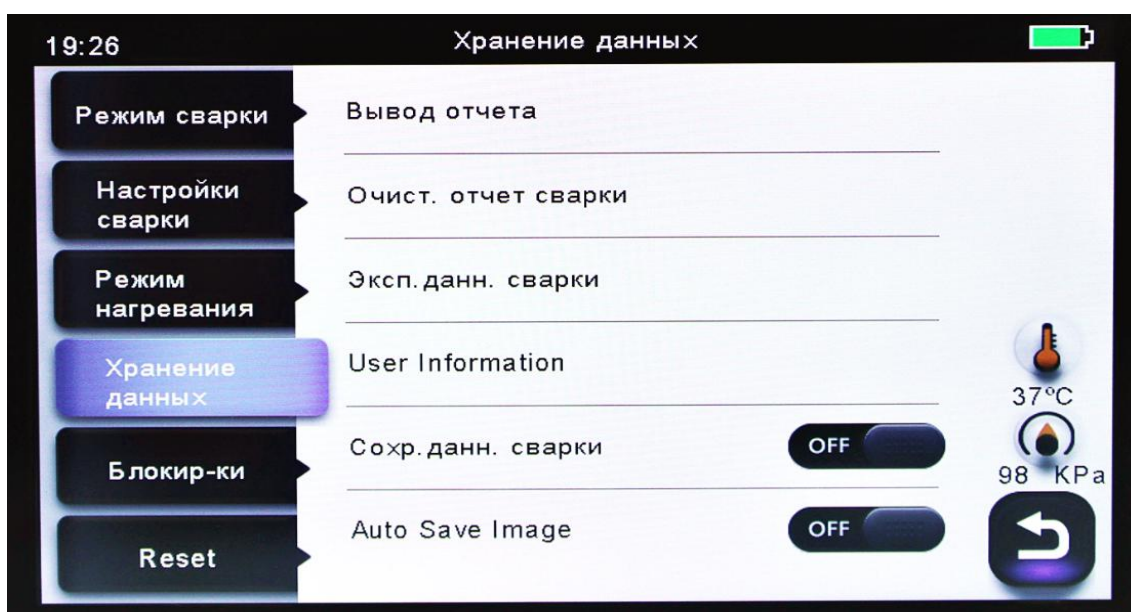 19:26
Хранение данных
Режим сварки
Вывод отчета
Настройки
сварки
Очист. отчет сварки
Режим
нагревания
Эксп.данн. сварки
Хранение
данных
User Information
37°C
Блокир-ки
Сохр.данн. сварки
OFF
98 KPa
Reset
Auto Save Image
OFF